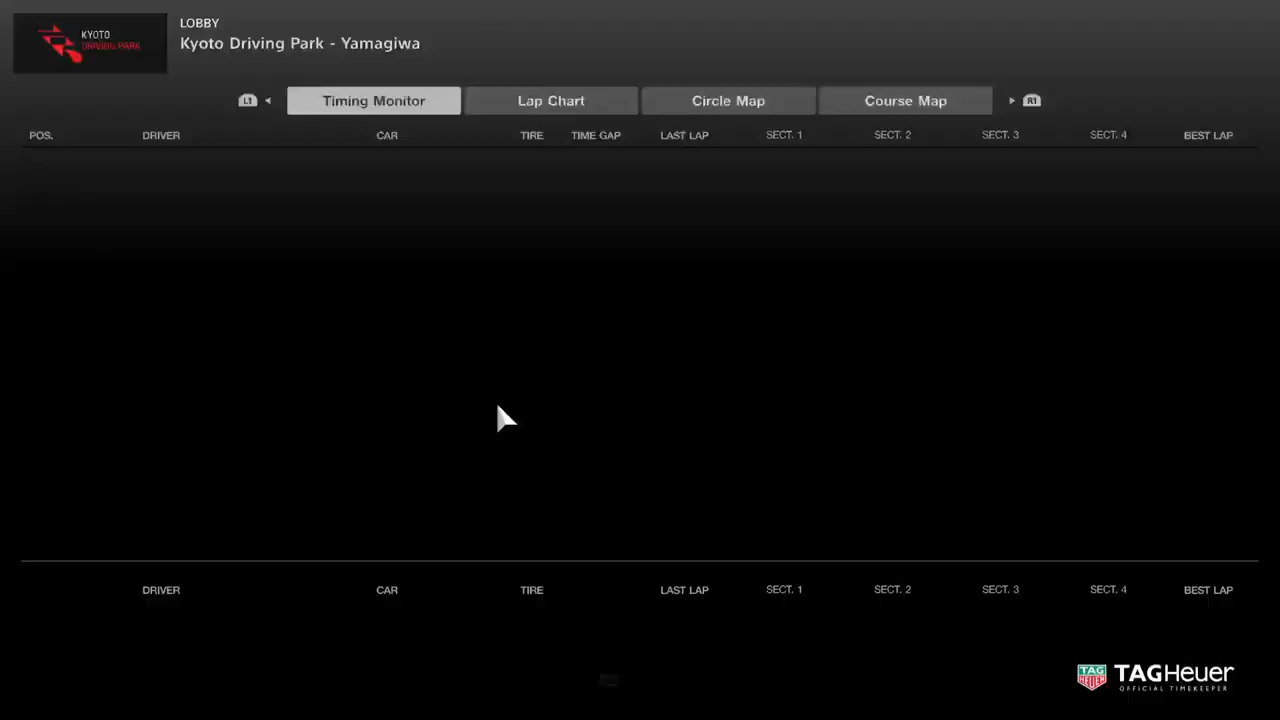 KYOTO
DRIVING PARK
LOBBY
Kyoto Driving Park - Yamagiwa
L1 Timing Monitor Lap Chart Circle Map Course Map R1
POS. DRIVER CAR TIRE TIME GAP LAST LAP SECT. 1 SECT. 2 SECT. 3 SECT. 4 BEST LAP
DRIVER CAR TIRE LAST LAP SECT. 1 SECT. 2 SECT. 3 SECT. 4 BEST LAP
TAG
HEUER
TAGHeuer
OFFICIAL TIMEKEEPER